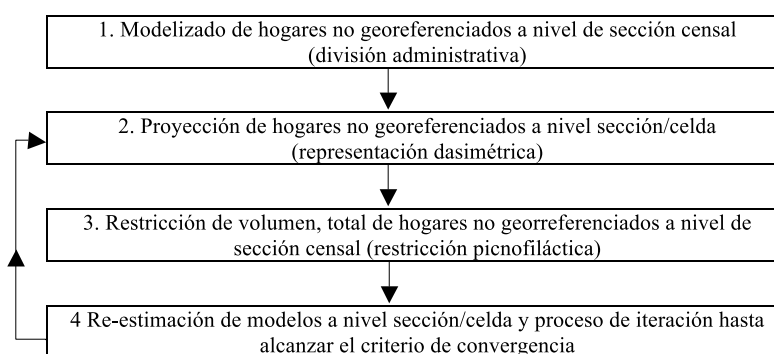 1. Modelizado de hogares no georeferenciados a nivel de sección censal
(división administrativa)
2. Proyección de hogares no georeferenciados a nivel sección/celda
(representación dasimétrica)
3. Restricción de volumen, total de hogares no georreferenciados a nivel de
sección censal (restricción picnofiláctica)
4 Re-estimación de modelos a nivel sección/celda y proceso de iteración hasta
alcanzar el criterio de convergencia